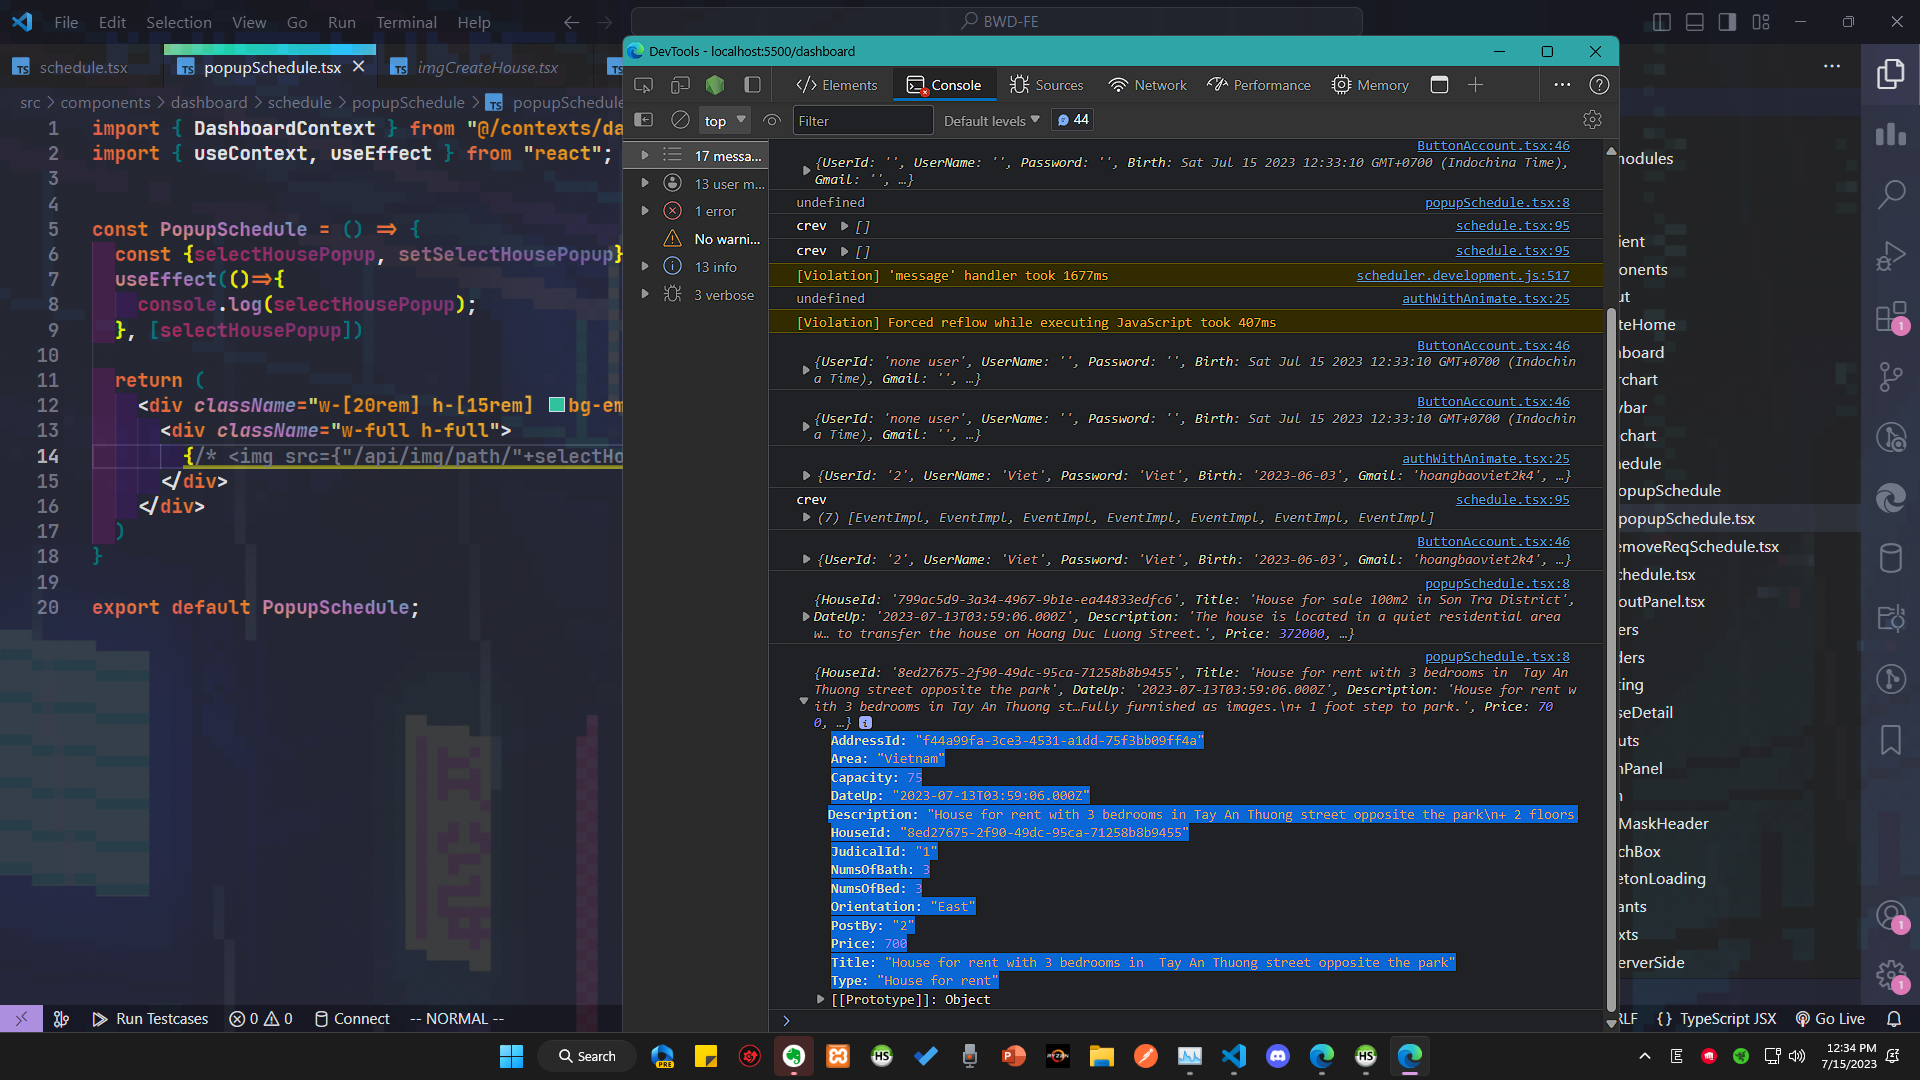 File Edit Selection View Go Run Terminal Help
BWD-FE
TS schedule.tsx
TS popupSchedule.tsx
TS imgCreateHouse.tsx
TS
src > components > dashboard > schedule > popupSchedule > TS popupSchedule
1 import { DashboardContext } from "@/contexts/da
2 import { useContext, useEffect } from "react";
3
4
5 const PopupSchedule = () => {
6 const {selectHousePopup, setSelectHousePopup}
7 useEffect(()=>{
8 console.log(selectHousePopup);
9 }, [selectHousePopup])
10
11 return (
12 <div className="w-[20rem] h-[15rem] bg-em
13 <div className="w-full h-full">
14 {/* <img src={"/api/img/path/"+selectHo
15 </div>
16 </div>
17 )
18 }
19
20 export default PopupSchedule;
Run Testcases 0 0 Connect -- NORMAL --
DevTools - localhost:5500/dashboard
Elements Console Sources Network Performance Memory
top Filter Default levels 44
17 messa...
13 user m...
1 error
No warni...
13 info
3 verbose
ButtonAccount.tsx:46
{UserId: '', UserName: '', Password: '', Birth: Sat Jul 15 2023 12:33:10 GMT+0700 (Indochina Time),
Gmail: '', …}
undefined popupSchedule.tsx:8
crev [] schedule.tsx:95
crev [] schedule.tsx:95
[Violation] 'message' handler took 1677ms scheduler.development.js:517
undefined authWithAnimate.tsx:25
[Violation] Forced reflow while executing JavaScript took 407ms
ButtonAccount.tsx:46
{UserId: 'none user', UserName: '', Password: '', Birth: Sat Jul 15 2023 12:33:10 GMT+0700 (Indochin
a Time), Gmail: '', …}
ButtonAccount.tsx:46
{UserId: 'none user', UserName: '', Password: '', Birth: Sat Jul 15 2023 12:33:10 GMT+0700 (Indochin
a Time), Gmail: '', …}
authWithAnimate.tsx:25
{UserId: '2', UserName: 'Viet', Password: 'Viet', Birth: '2023-06-03', Gmail: 'hoangbaoviet2k4', …}
crev schedule.tsx:95
(7) [EventImpl, EventImpl, EventImpl, EventImpl, EventImpl, EventImpl, EventImpl]
ButtonAccount.tsx:46
{UserId: '2', UserName: 'Viet', Password: 'Viet', Birth: '2023-06-03', Gmail: 'hoangbaoviet2k4', …}
popupSchedule.tsx:8
{HouseId: '799ac5d9-3a34-4967-9b1e-ea44833edfc6', Title: 'House for sale 100m2 in Son Tra District',
DateUp: '2023-07-13T03:59:06.000Z', Description: 'The house is located in a quiet residential area
w… to transfer the house on Hoang Duc Luong Street.', Price: 372000, …}
popupSchedule.tsx:8
{HouseId: '8ed27675-2f90-49dc-95ca-71258b8b9455', Title: 'House for rent with 3 bedrooms in  Tay An
Thuong street opposite the park', DateUp: '2023-07-13T03:59:06.000Z', Description: 'House for rent w
ith 3 bedrooms in Tay An Thuong st…Fully furnished as images.\n+ 1 foot step to park.', Price: 70
0, …} i
AddressId: "f44a99fa-3ce3-4531-a1dd-75f3bb09ff4a"
Area: "Vietnam"
Capacity: 75
DateUp: "2023-07-13T03:59:06.000Z"
Description: "House for rent with 3 bedrooms in Tay An Thuong street opposite the park\n+ 2 floors
HouseId: "8ed27675-2f90-49dc-95ca-71258b8b9455"
JudicalId: "1"
NumsOfBath: 3
NumsOfBed: 3
Orientation: "East"
PostBy: "2"
Price: 700
Title: "House for rent with 3 bedrooms in  Tay An Thuong street opposite the park"
Type: "House for rent"
[[Prototype]]: Object
nodules
ient
onents
ut
teHome
board
rchart
vbar
chart
edule
opupSchedule
popupSchedule.tsx
emoveReqSchedule.tsx
chedule.tsx
outPanel.tsx
ers
ders
ting
seDetail
uts
nPanel
MaskHeader
chBox
etonLoading
ants
xts
erverSide
1
1
1
RLF {} TypeScript JSX Go Live
Search
PRE
HS
RYZEN
HS
E
12:34 PM
7/15/2023